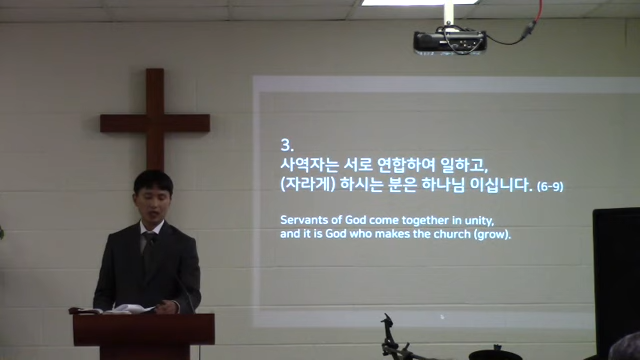 3.
사역자는 서로 연합하여 일하고,
(자라게) 하시는 분은 하나님 이십니다. (6-9)
Servants of God come together in unity,
and it is God who makes the church (grow).